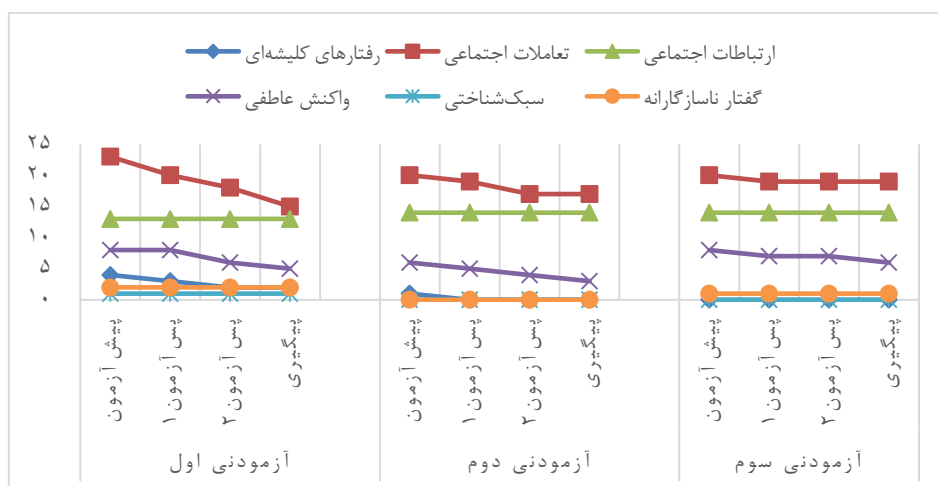 رفتارهای کلیشه‌ای تعاملات اجتماعی ارتباطات اجتماعی
واکنش عاطفی سبک‌شناختی گفتار ناسازگارانه
۲۵
۲۰
۱۵
۱۰
۵
۰
پیش آزمون
پس آزمون ۱
پس آزمون ۲
پیگیری
پیش آزمون
پس آزمون ۱
پس آزمون ۲
پیگیری
پیش آزمون
پس آزمون ۱
پس آزمون ۲
پیگیری
آزمودنی اول
آزمودنی دوم
آزمودنی سوم